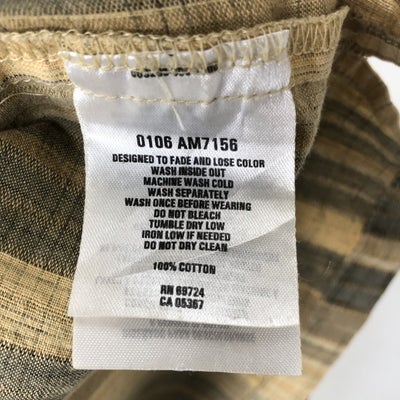 0106 AM7156
DESIGNED TO FADE AND LOSE COLOR
WASH INSIDE OUT
MACHINE WASH COLD
WASH SEPARATELY
WASH ONCE BEFORE WEARING
DO NOT BLEACH
TUMBLE DRY LOW
IRON LOW IF NEEDED
DO NOT DRY CLEAN
100% COTTON
RN 69724
CA 05367